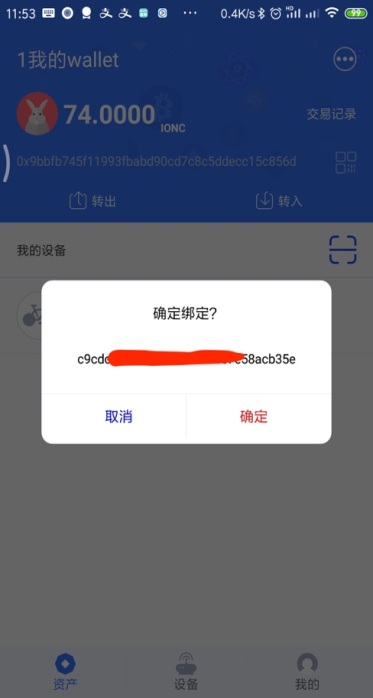 11:53
0.4K/s
HD
99
1我的wallet
74.0000
IONC
交易记录
0x9bbfb745f11993fbabd90cd7c8c5ddecc15c856d
转出
转入
我的设备
确定绑定?
c9cdc
58acb35e
取消
确定
资产
设备
我的